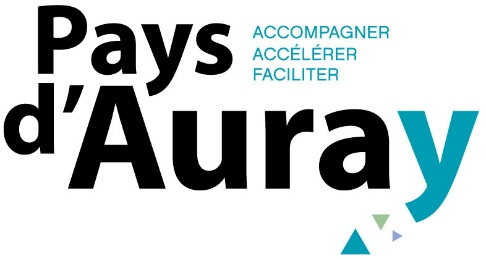 Pays
d'Auray
ACCOMPAGNER
ACCÉLÉRER
FACILITER